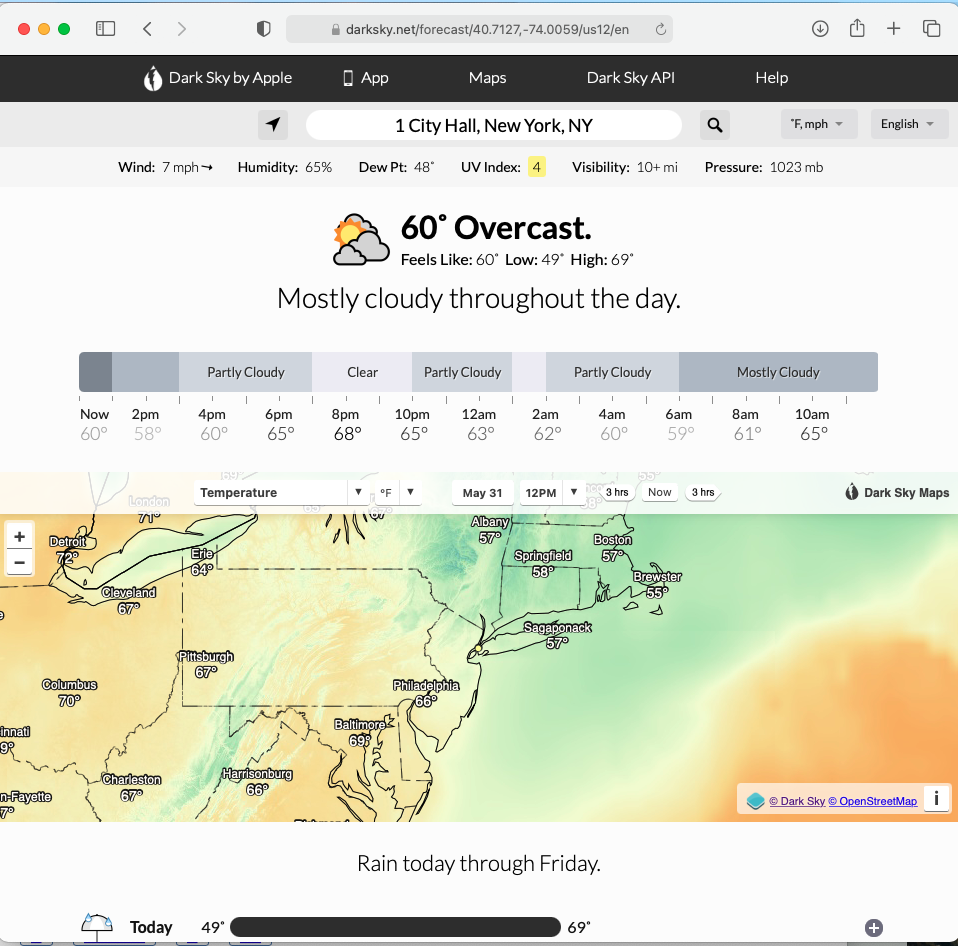 darksky.net/forecast/40.7127,-74.0059/us12/en
Dark Sky by Apple App Maps Dark Sky API Help
1 City Hall, New York, NY
˚F, mph English
Wind: 7 mph Humidity: 65% Dew Pt: 48˚ UV Index: 4 Visibility: 10+ mi Pressure: 1023 mb
60˚ Overcast.
Feels Like: 60˚ Low: 49˚ High: 69˚
Mostly cloudy throughout the day.
Partly Cloudy Clear Partly Cloudy Partly Cloudy Mostly Cloudy
Now 2pm 4pm 6pm 8pm 10pm 12am 2am 4am 6am 8am 10am
60° 58° 60° 65° 68° 65° 63° 62° 60° 59° 61° 65°
Temperature °F May 31 12PM 3 hrs Now 3 hrs Dark Sky Maps
London
71°
Albany
57°
Detroit
72°
Boston
57°
Erie
64°
Springfield
58°
Brewster
55°
Cleveland
67°
Sagaponack
57°
Pittsburgh
67°
Columbus
70°
Philadelphia
66°
Baltimore
69°
innati
9°
Harrisonburg
66°
Charleston
67°
n-Fayette
7°
© Dark Sky © OpenStreetMap i
Rain today through Friday.
Today 49˚ 69˚